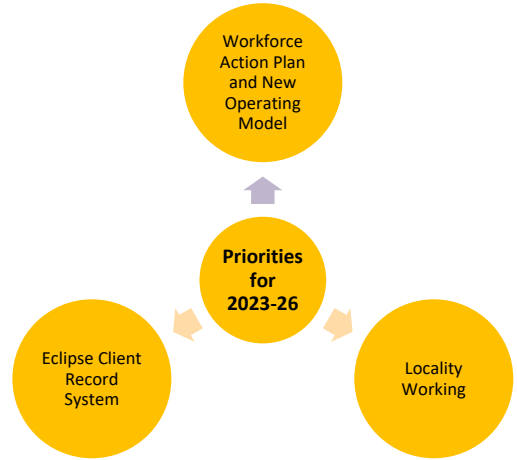 Workforce
Action Plan
and New
Operating
Model
Priorities
for
2023-26
Eclipse Client
Record
System
Locality
Working